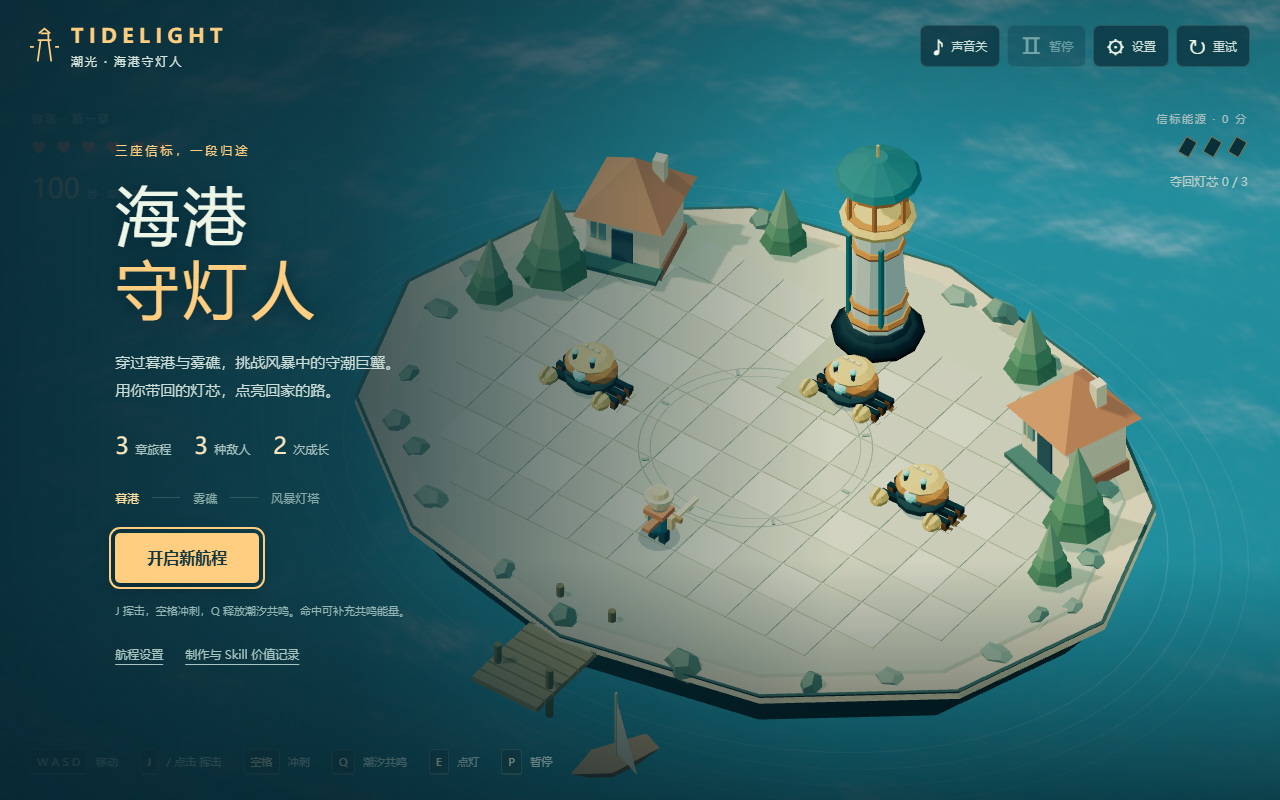 TIDELIGHT
潮光 · 海港守灯人
声音关
暂停
设置
重试
暮港 · 第一章
100
信标能源 · 0 分
夺回灯芯 0 / 3
三座信标，一段归途
海港
守灯人
穿过暮港与雾礁，挑战风暴中的守潮巨蟹。
用你带回的灯芯，点亮回家的路。
3 章旅程 3 种敌人 2 次成长
暮港 雾礁 风暴灯塔
开启新航程
J 挥击，空格冲刺，Q 释放潮汐共鸣。命中可补充共鸣能量。
航程设置 制作与 Skill 价值记录
WASD 移动 J / 点击 挥击 空格 冲刺 Q 潮汐共鸣 E 点灯 P 暂停